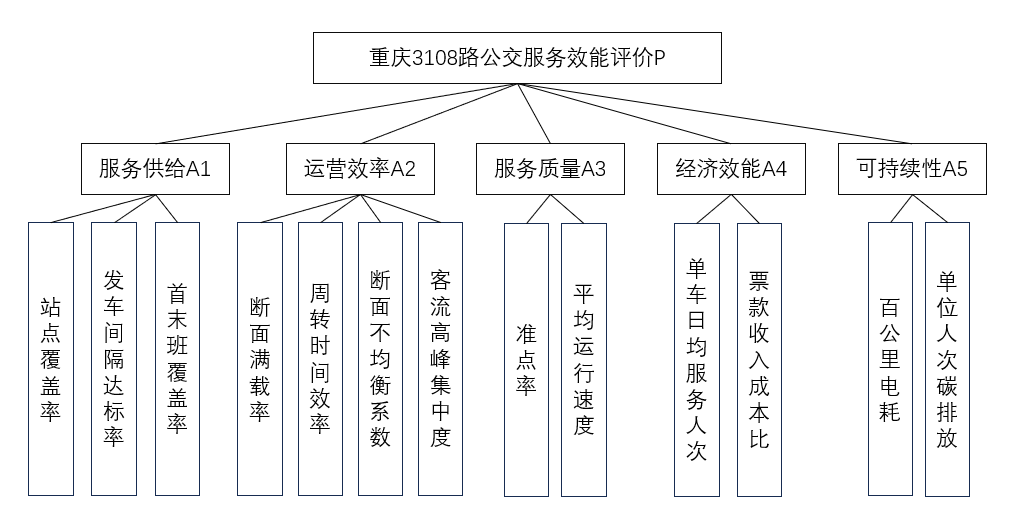 重庆3108路公交服务效能评价P
服务供给A1
运营效率A2
服务质量A3
经济效能A4
可持续性A5
站点覆盖率
发车间隔达标率
首末班覆盖率
断面满载率
周转时间效率
断面不均衡系数
客流高峰集中度
准点率
平均运行速度
单车日均服务人次
票款收入成本比
百公里电耗
单位人次碳排放